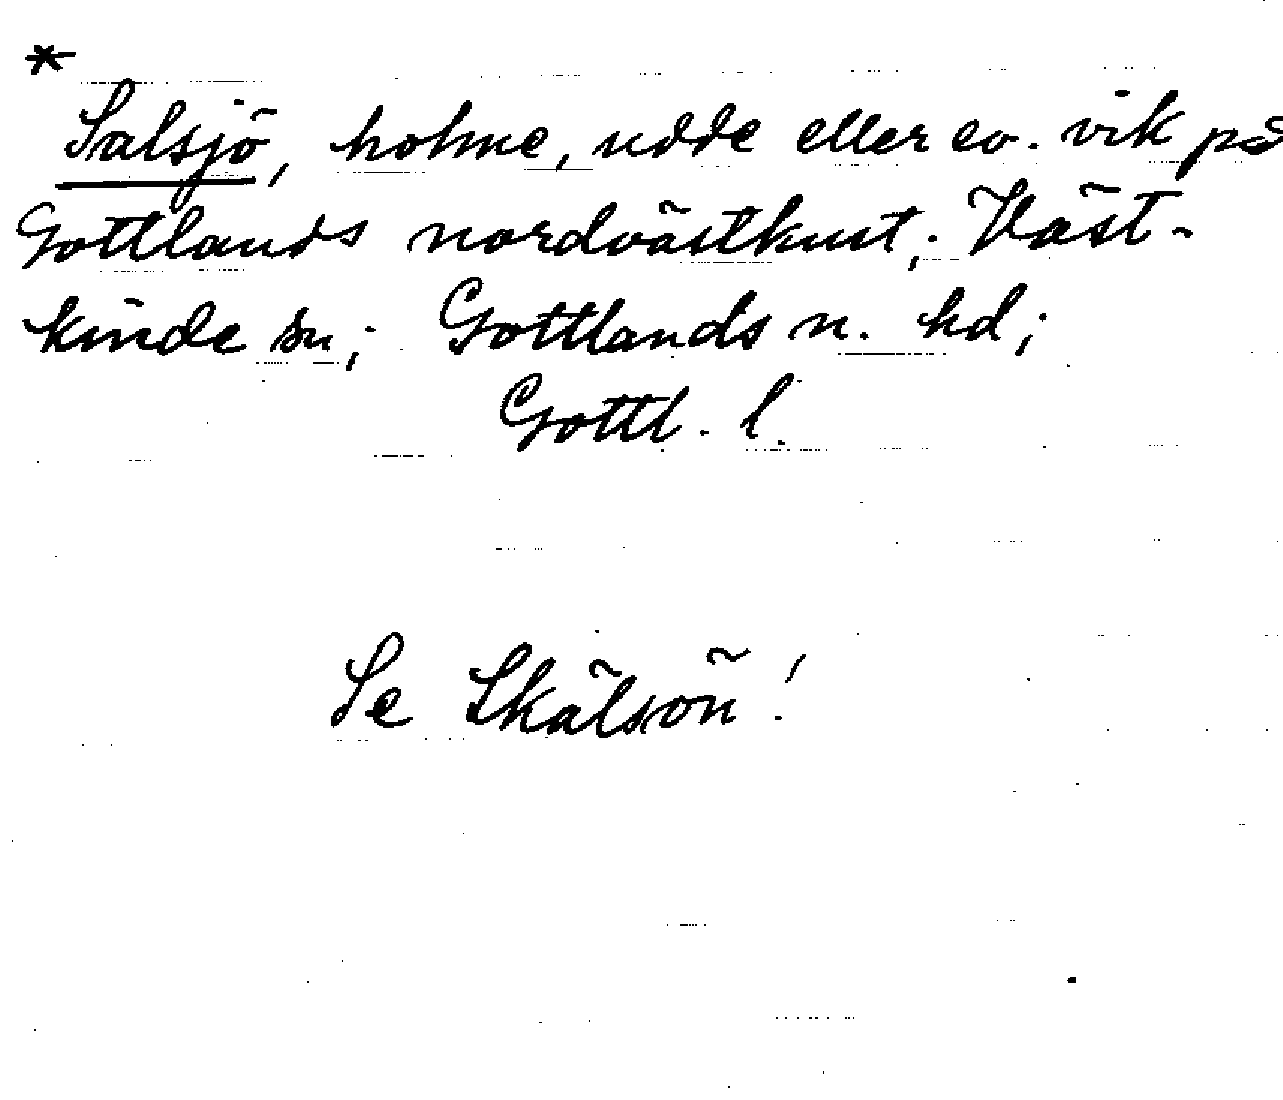 *
Salsjö, holme, udde eller ev. vik på
Gottlands nordvästkust; Väst-
kinde sn; Gottlands n. hd;
Gottl. l.
Se Skälsön!